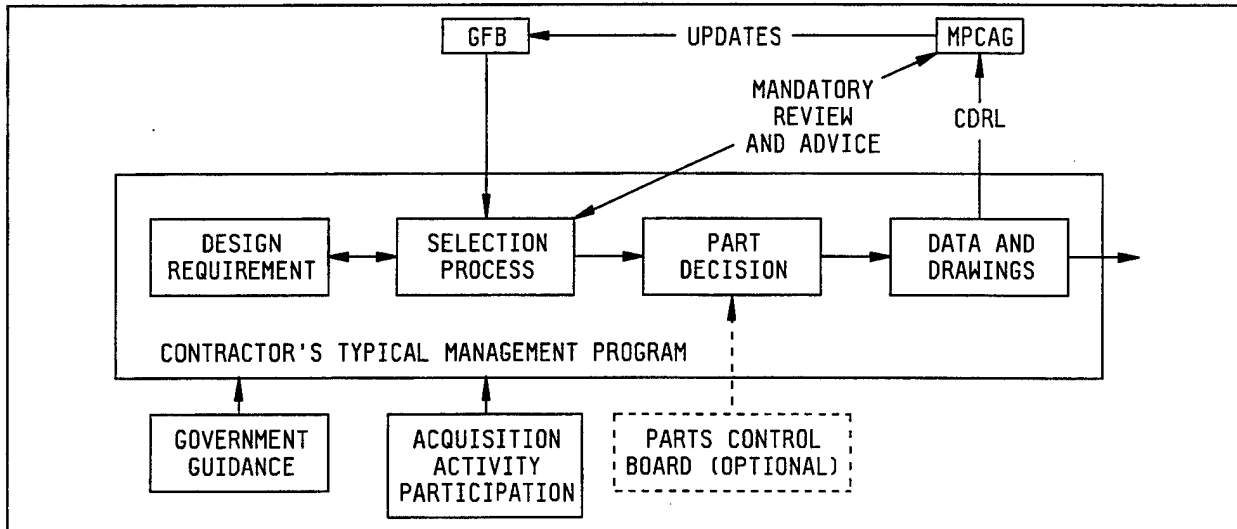 GFB
UPDATES
MPCAG
MANDATORY
REVIEW
AND ADVICE
CDRL
DESIGN
REQUIREMENT
SELECTION
PROCESS
PART
DECISION
DATA AND
DRAWINGS
CONTRACTOR'S TYPICAL MANAGEMENT PROGRAM
GOVERNMENT
GUIDANCE
ACQUISITION
ACTIVITY
PARTICIPATION
PARTS CONTROL
BOARD (OPTIONAL)